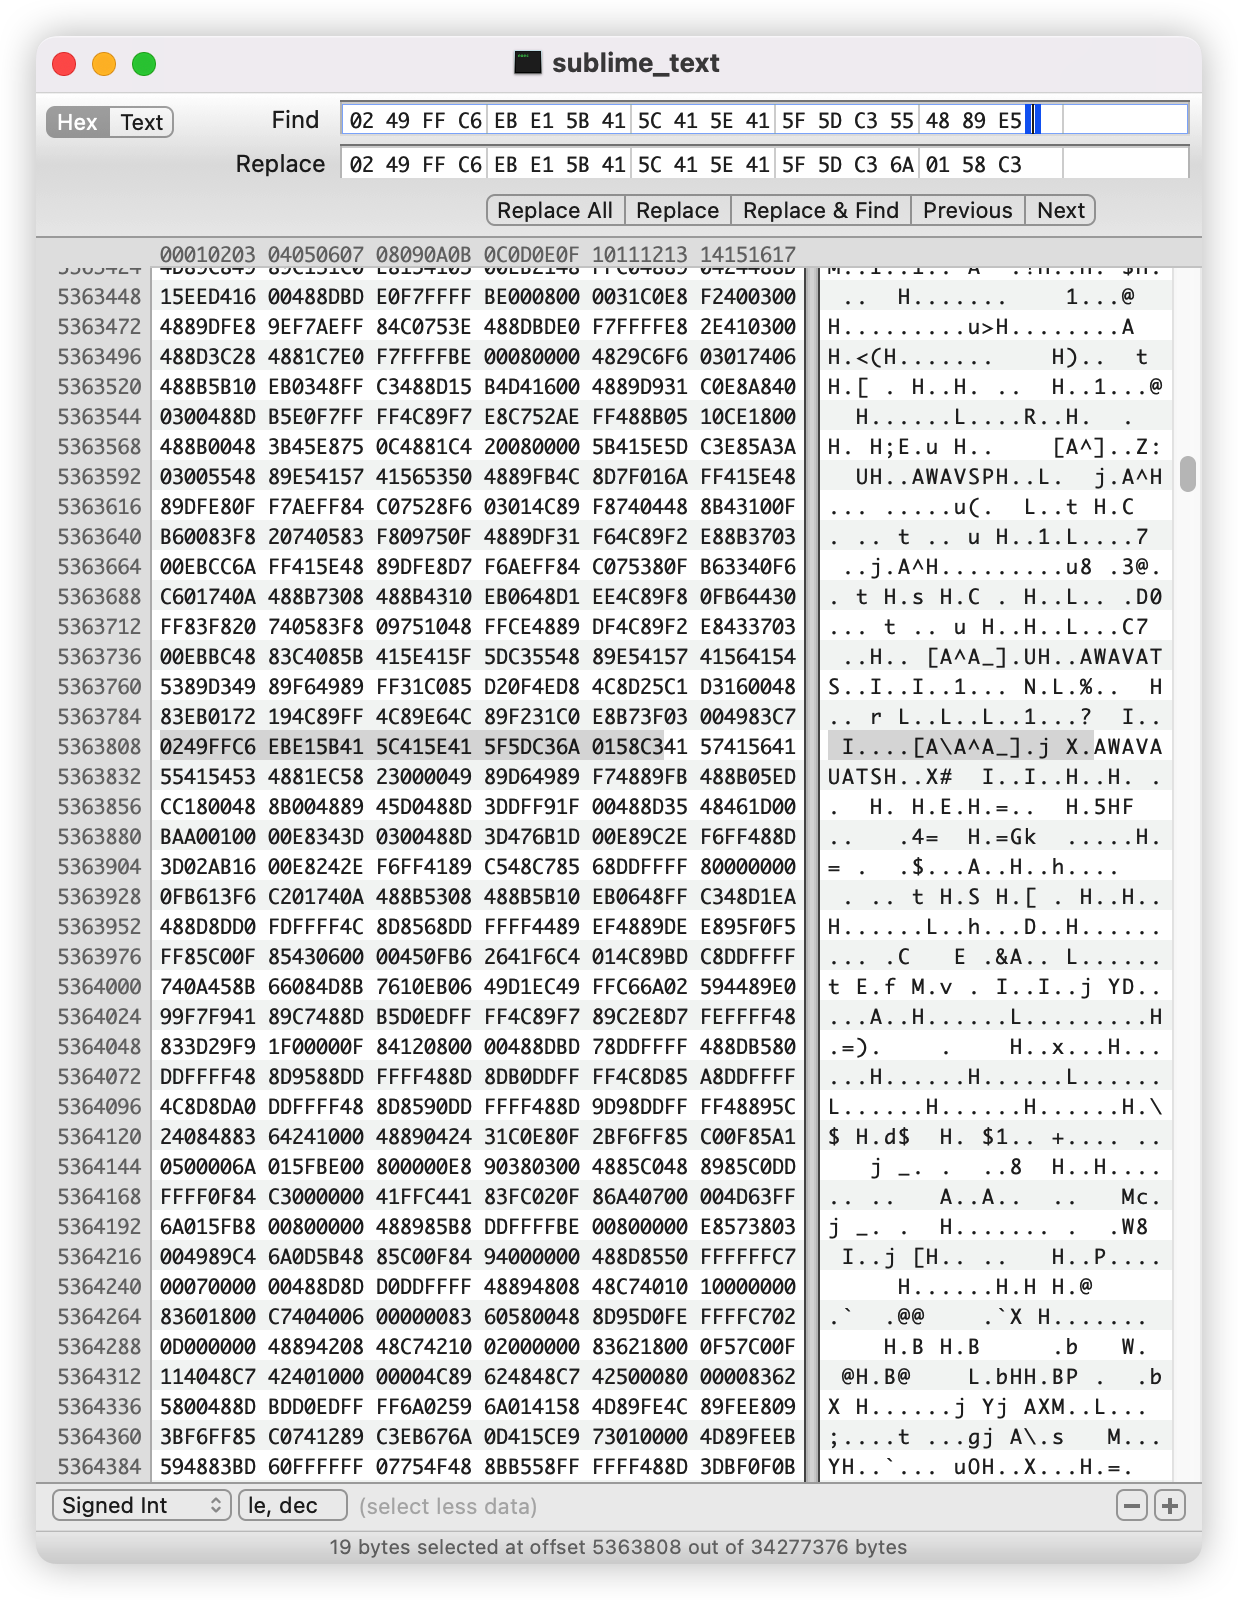 sublime_text
Hex Text Find 02 49 FF C6 EB E1 5B 41 5C 41 5E 41 5F 5D C3 55 48 89 E5
Replace 02 49 FF C6 EB E1 5B 41 5C 41 5E 41 5F 5D C3 6A 01 58 C3
Replace All Replace Replace & Find Previous Next
00010203 04050607 08090A0B 0C0D0E0F 10111213 14151617
5363448 15EED416 00488DBD E0F7FFFF BE000800 0031C0E8 F2400300 .. H....... 1...@
5363472 4889DFE8 9EF7AEFF 84C0753E 488DBDE0 F7FFFFE8 2E410300 H.........u>H........A
5363496 488D3C28 4881C7E0 F7FFFFBE 00080000 4829C6F6 03017406 H.<(H....... H).. t
5363520 488B5B10 EB0348FF C3488D15 B4D41600 4889D931 C0E8A840 H.[ . H..H. .. H..1...@
5363544 0300488D B5E0F7FF FF4C89F7 E8C752AE FF488B05 10CE1800 H......L....R..H. .
5363568 488B0048 3B45E875 0C4881C4 20080000 5B415E5D C3E85A3A H. H;E.u H.. [A^]..Z:
5363592 03005548 89E54157 41565350 4889FB4C 8D7F016A FF415E48 UH..AWAVSPH..L. j.A^H
5363616 89DFE80F F7AEFF84 C07528F6 03014C89 F8740448 8B43100F ... .....u(. L..t H.C
5363640 B60083F8 20740583 F809750F 4889DF31 F64C89F2 E88B3703 . .. t .. u H..1.L....7
5363664 00EBCC6A FF415E48 89DFE8D7 F6AEFF84 C075380F B63340F6 ..j.A^H.........u8 .3@.
5363688 C601740A 488B7308 488B4310 EB0648D1 EE4C89F8 0FB64430 . t H.s H.C . H..L.. .D0
5363712 FF83F820 740583F8 09751048 FFCE4889 DF4C89F2 E8433703 ... t .. u H..H..L...C7
5363736 00EBBC48 83C4085B 415E415F 5DC35548 89E54157 41564154 ..H.. [A^A_].UH..AWAVAT
5363760 5389D349 89F64989 FF31C085 D20F4ED8 4C8D25C1 D3160048 S..I..I..1... N.L.%.. H
5363784 83EB0172 194C89FF 4C89E64C 89F231C0 E8B73F03 004983C7 .. r L..L..L..1...? I..
5363808 0249FFC6 EBE15B41 5C415E41 5F5DC36A 0158C341 57415641 I....[A\A^A_].j X.AWAVA
5363832 55415453 4881EC58 23000049 89D64989 F74889FB 488B05ED UATSH..X# I..I..H..H. .
5363856 CC180048 8B004889 45D0488D 3DDFF91F 00488D35 48461D00 . H. H.E.H.=.. H.5HF
5363880 BAA00100 00E8343D 0300488D 3D476B1D 00E89C2E F6FF488D .. .4= H.=Gk .....H.
5363904 3D02AB16 00E8242E F6FF4189 C548C785 68DDFFFF 80000000 = . .$...A..H..h....
5363928 0FB613F6 C201740A 488B5308 488B5B10 EB0648FF C348D1EA . .. t H.S H.[ . H..H..
5363952 488D8DD0 FDFFFF4C 8D8568DD FFFF4489 EF4889DE E895F0F5 H......L..h...D..H......
5363976 FF85C00F 85430600 00450FB6 2641F6C4 014C89BD C8DDFFFF ... .C E .&A.. L......
5364000 740A458B 66084D8B 7610EB06 49D1EC49 FFC66A02 594489E0 t E.f M.v . I..I..j YD..
5364024 99F7F941 89C7488D B5D0EDFF FF4C89F7 89C2E8D7 FEFFFF48 ...A..H......L.........H
5364048 833D29F9 1F00000F 84120800 00488DBD 78DDFFFF 488DB580 .=). . H..x...H...
5364072 DDFFFF48 8D9588DD FFFF488D 8DB0DDFF FF4C8D85 A8DDFFFF ...H......H......L......
5364096 4C8D8DA0 DDFFFF48 8D8590DD FFFF488D 9D98DDFF FF48895C L......H......H......H.\
5364120 24084883 64241000 48890424 31C0E80F 2BF6FF85 C00F85A1 $ H.d$ H. $1.. +.... ..
5364144 0500006A 015FBE00 800000E8 90380300 4885C048 8985C0DD j _. . ..8 H..H....
5364168 FFFF0F84 C3000000 41FFC441 83FC020F 86A40700 004D63FF .. .. A..A.. .. Mc.
5364192 6A015FB8 00800000 488985B8 DDFFFFBE 00800000 E8573803 j _. . H....... . .W8
5364216 004989C4 6A0D5B48 85C00F84 94000000 488D8550 FFFFFFC7 I..j [H.. .. H..P....
5364240 00070000 00488D8D D0DDFFFF 48894808 48C74010 10000000 H......H.H H.@
5364264 83601800 C7404006 00000083 60580048 8D95D0FE FFFFC702 .` .@@ .`X H.......
5364288 0D000000 48894208 48C74210 02000000 83621800 0F57C00F H.B H.B .b W.
5364312 114048C7 42401000 00004C89 624848C7 42500080 00008362 @H.B@ L.bHH.BP . .b
5364336 5800488D BDD0EDFF FF6A0259 6A014158 4D89FE4C 89FEE809 X H......j Yj AXM..L...
5364360 3BF6FF85 C0741289 C3EB676A 0D415CE9 73010000 4D89FEEB ;....t ...gj A\.s M...
5364384 594883BD 60FFFFFF 07754F48 8BB558FF FFFF488D 3DBF0F0B YH..`... uOH..X...H.=.
Signed Int le, dec (select less data)
19 bytes selected at offset 5363808 out of 34277376 bytes